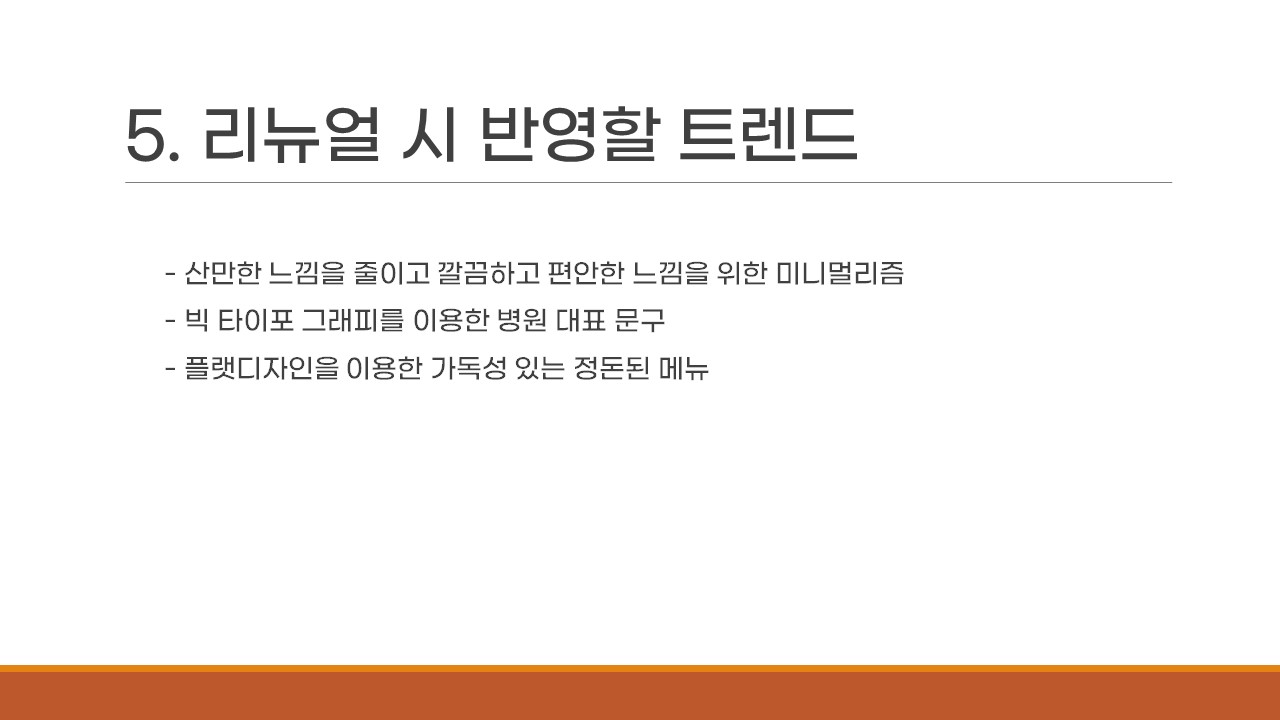 5. 리뉴얼 시 반영할 트렌드
- 산만한 느낌을 줄이고 깔끔하고 편안한 느낌을 위한 미니멀리즘
- 빅 타이포 그래피를 이용한 병원 대표 문구
- 플랫디자인을 이용한 가독성 있는 정돈된 메뉴